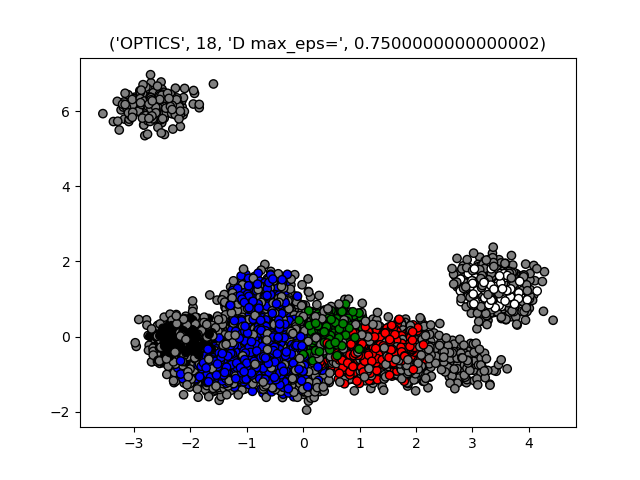 ('OPTICS', 18, 'D max_eps=', 0.7500000000000002)
6
4
2
0
−2
−3 −2 −1 0 1 2 3 4